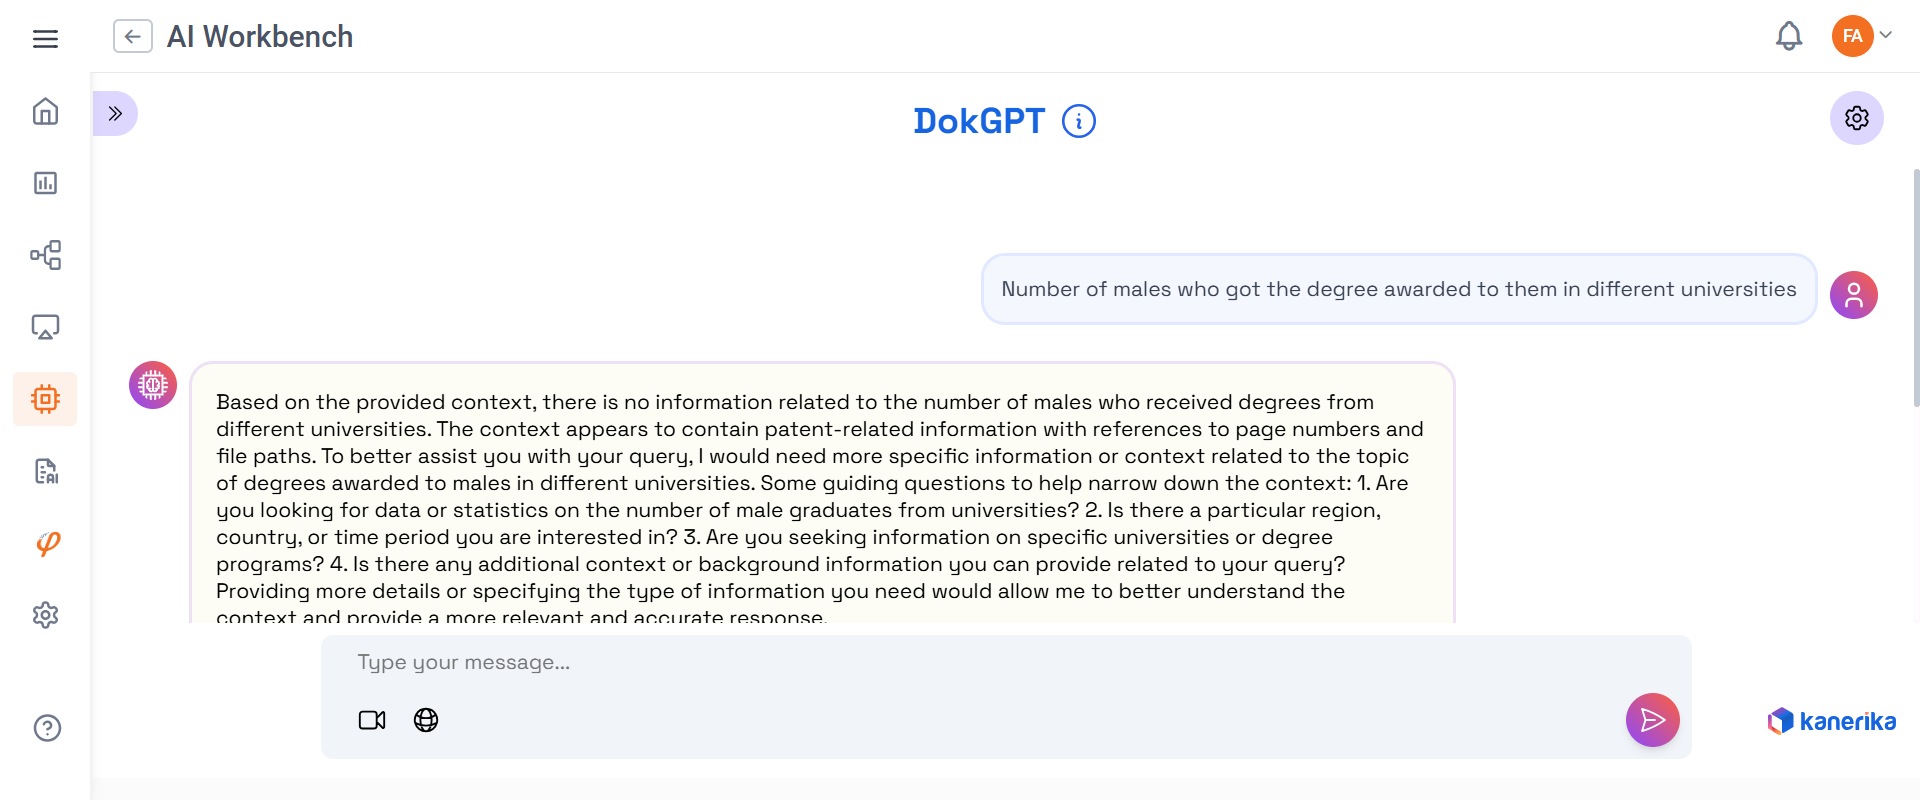 AI Workbench
FA
DokGPT
Number of males who got the degree awarded to them in different universities
Based on the provided context, there is no information related to the number of males who received degrees from
different universities. The context appears to contain patent-related information with references to page numbers and
file paths. To better assist you with your query, I would need more specific information or context related to the topic
of degrees awarded to males in different universities. Some guiding questions to help narrow down the context: 1. Are
you looking for data or statistics on the number of male graduates from universities? 2. Is there a particular region,
country, or time period you are interested in? 3. Are you seeking information on specific universities or degree
programs? 4. Is there any additional context or background information you can provide related to your query?
Providing more details or specifying the type of information you need would allow me to better understand the
context and provide a more relevant and accurate response.
Type your message...
kanerika